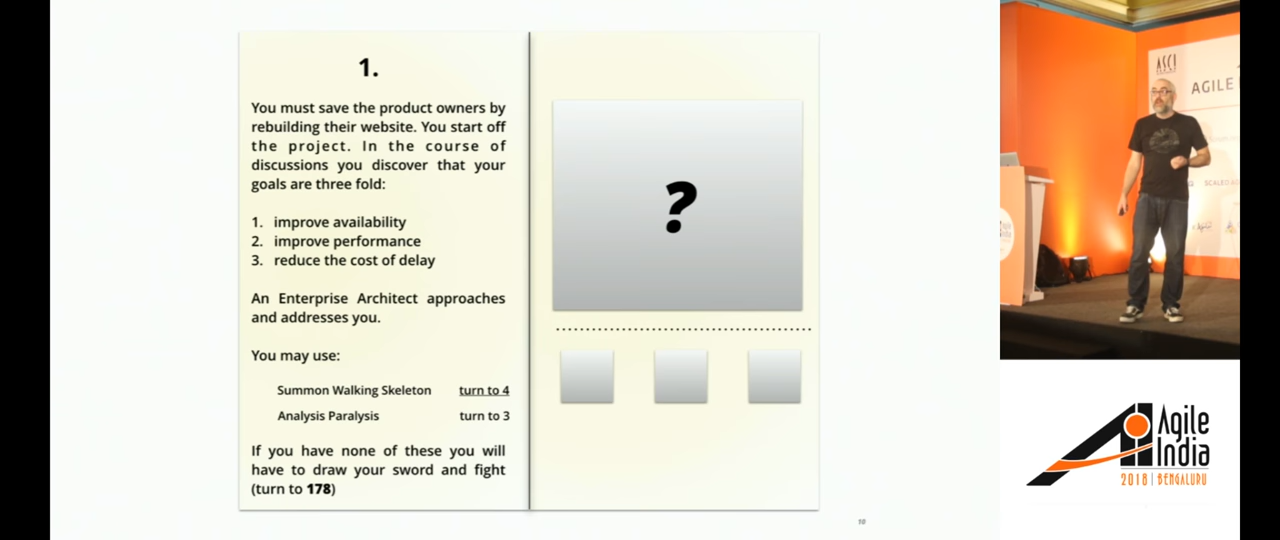 1.
You must save the product owners by
rebuilding their website. You start off
the project. In the course of
discussions you discover that your
goals are three fold:
1. improve availability
2. improve performance
3. reduce the cost of delay
An Enterprise Architect approaches
and addresses you.
You may use:
Summon Walking Skeleton turn to 4
Analysis Paralysis turn to 3
If you have none of these you will
have to draw your sword and fight
(turn to 178)
?
10
ASCI
AGILE
SCALED
Agile
India
2018 | BENGALURU